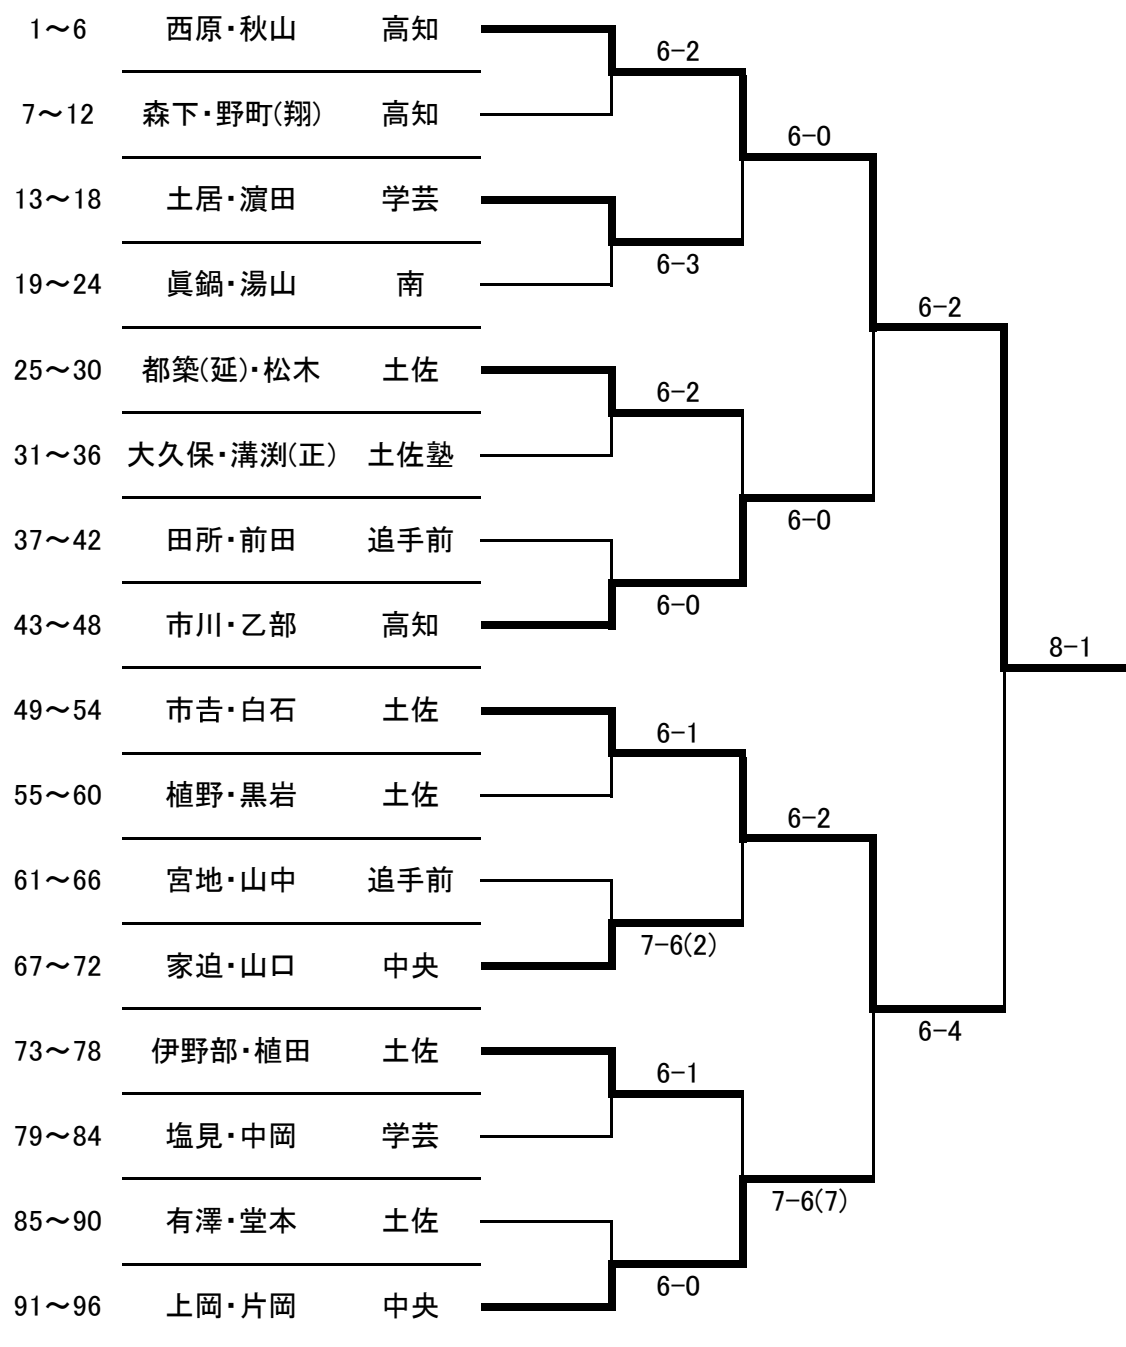 1～6 西原・秋山 高知
6-2
7～12 森下・野町(翔) 高知
6-0
13～18 土居・濵田 学芸
6-3
19～24 眞鍋・湯山 南
6-2
25～30 都築(延)・松木 土佐
6-2
31～36 大久保・溝渕(正) 土佐塾
6-0
37～42 田所・前田 追手前
6-0
43～48 市川・乙部 高知
8-1
49～54 市𠮷・白石 土佐
6-1
55～60 植野・黒岩 土佐
6-2
61～66 宮地・山中 追手前
7-6(2)
67～72 家迫・山口 中央
6-4
73～78 伊野部・植田 土佐
6-1
79～84 塩見・中岡 学芸
7-6(7)
85～90 有澤・堂本 土佐
6-0
91～96 上岡・片岡 中央